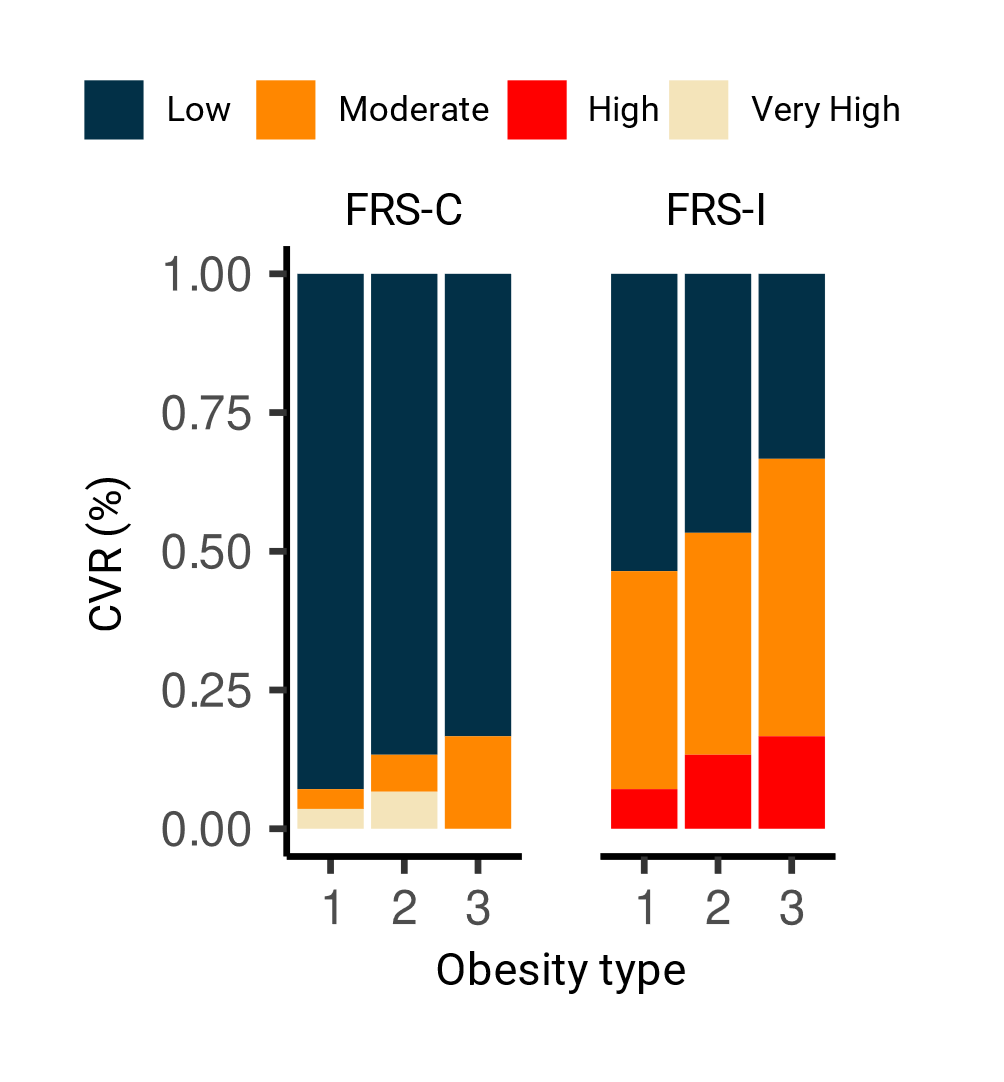 Low Moderate High Very High
FRS-C FRS-I
1.00
0.75
0.50
0.25
0.00
CVR (%)
1 2 3 1 2 3
Obesity type